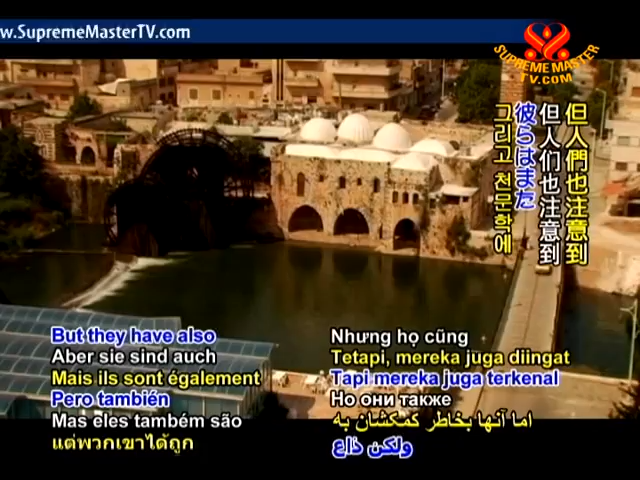 w.SupremeMasterTV.com
SUPREME MASTER
TV.COM
但人們也注意到
但人们也注意到
彼らはまた
그리고 천문학에
But they have also
Aber sie sind auch
Mais ils sont également
Pero también
Mas eles também são
แต่พวกเขาได้ถูก
Nhưng họ cũng
Tetapi, mereka juga diingat
Tapi mereka juga terkenal
Но они также
اما آنها بخاطر کمکشان به
ولكن ذاع